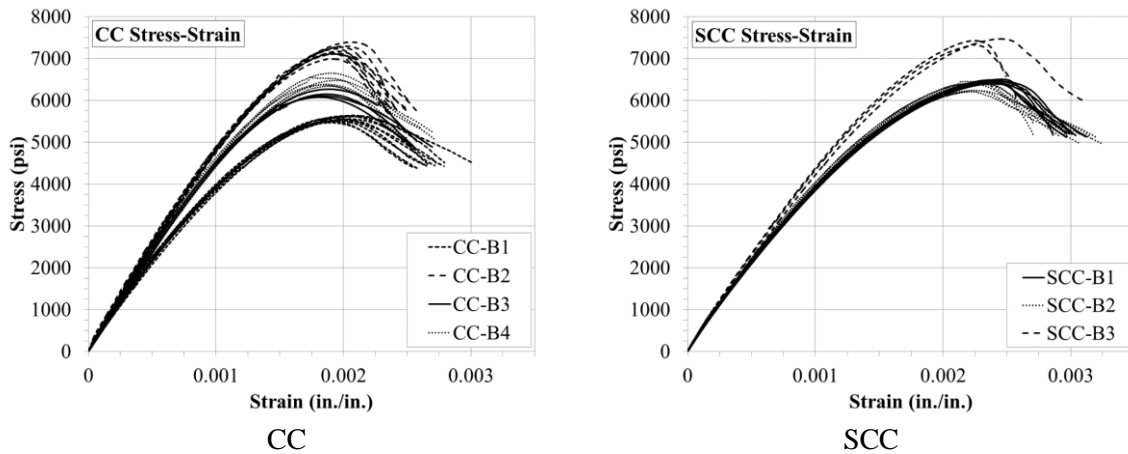 CC Stress-Strain
Stress (psi)
8000
7000
6000
5000
4000
3000
2000
1000
0
CC-B1
CC-B2
CC-B3
CC-B4
0 0.001 0.002 0.003
Strain (in./in.)
CC
SCC Stress-Strain
Stress (psi)
8000
7000
6000
5000
4000
3000
2000
1000
0
SCC-B1
SCC-B2
SCC-B3
0 0.001 0.002 0.003
Strain (in./in.)
SCC